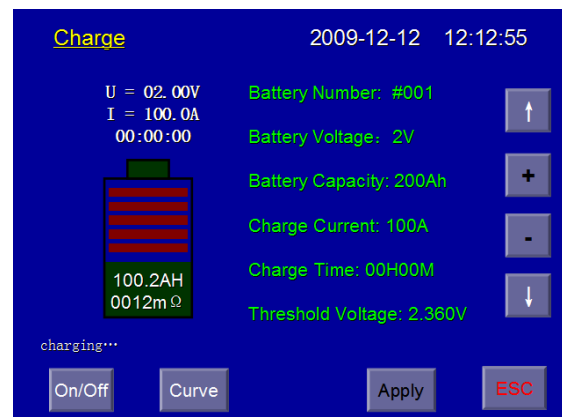 Charge 2009-12-12 12:12:55
U = 02.00V
I = 100.0A
00:00:00
100.2AH
0012mΩ
charging···
Battery Number: #001
Battery Voltage： 2V
Battery Capacity: 200Ah
Charge Current: 100A
Charge Time: 00H00M
Threshold Voltage: 2.360V
↑
+
-
↓
On/Off Curve Apply ESC